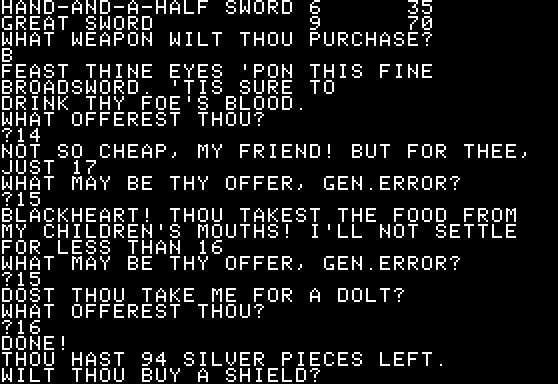 HAND-AND-A-HALF SWORD 6 35
GREAT SWORD 9 70
WHAT WEAPON WILT THOU PURCHASE?
B
FEAST THINE EYES 'PON THIS FINE
BROADSWORD. 'TIS SURE TO
DRINK THY FOE'S BLOOD.
WHAT OFFEREST THOU?
?14
NOT SO CHEAP, MY FRIEND! BUT FOR THEE,
JUST 17
WHAT MAY BE THY OFFER, GEN.ERROR?
?15
BLACKHEART! THOU TAKEST THE FOOD FROM
MY CHILDREN'S MOUTHS! I'LL NOT SETTLE
FOR LESS THAN 16
WHAT MAY BE THY OFFER, GEN.ERROR?
?15
DOST THOU TAKE ME FOR A DOLT?
WHAT OFFEREST THOU?
?16
DONE!
THOU HAST 94 SILVER PIECES LEFT.
WILT THOU BUY A SHIELD?